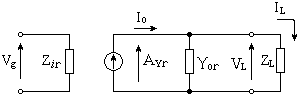 I₀
I_L
V_g
Z_ir
A_Yr
Y_or
V_L
Z_L